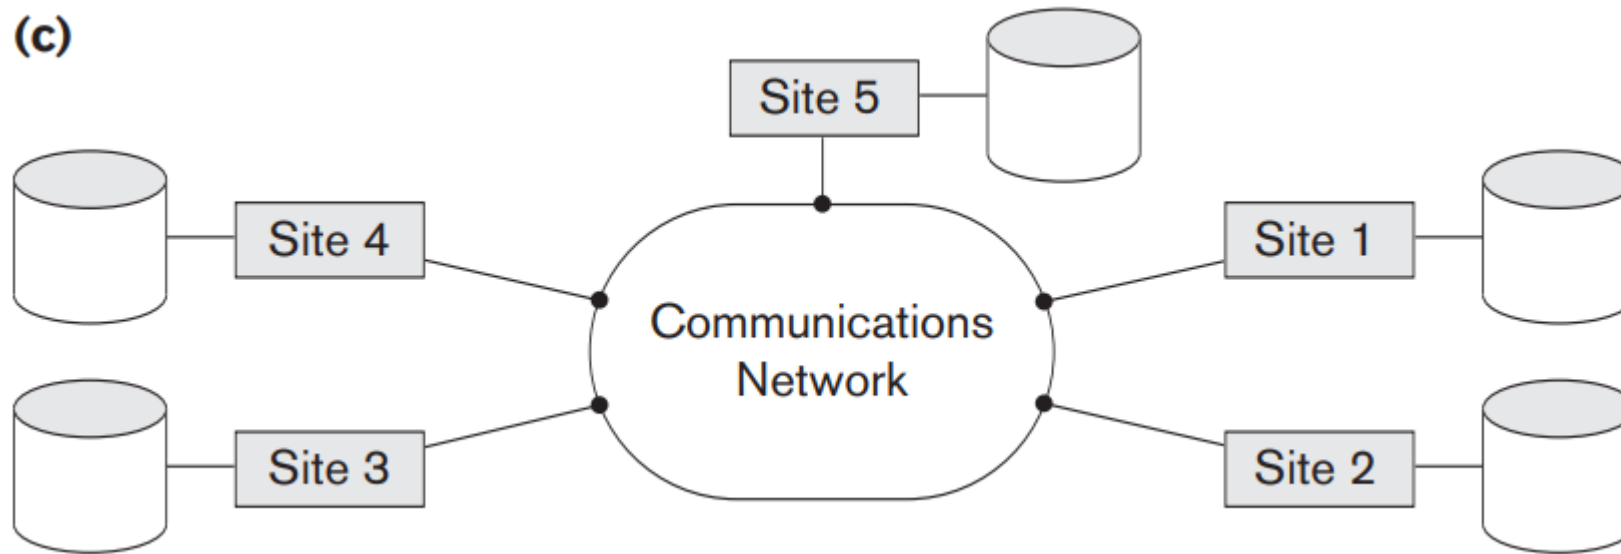 (c)
Site 5
Site 4
Site 1
Communications
Network
Site 3
Site 2